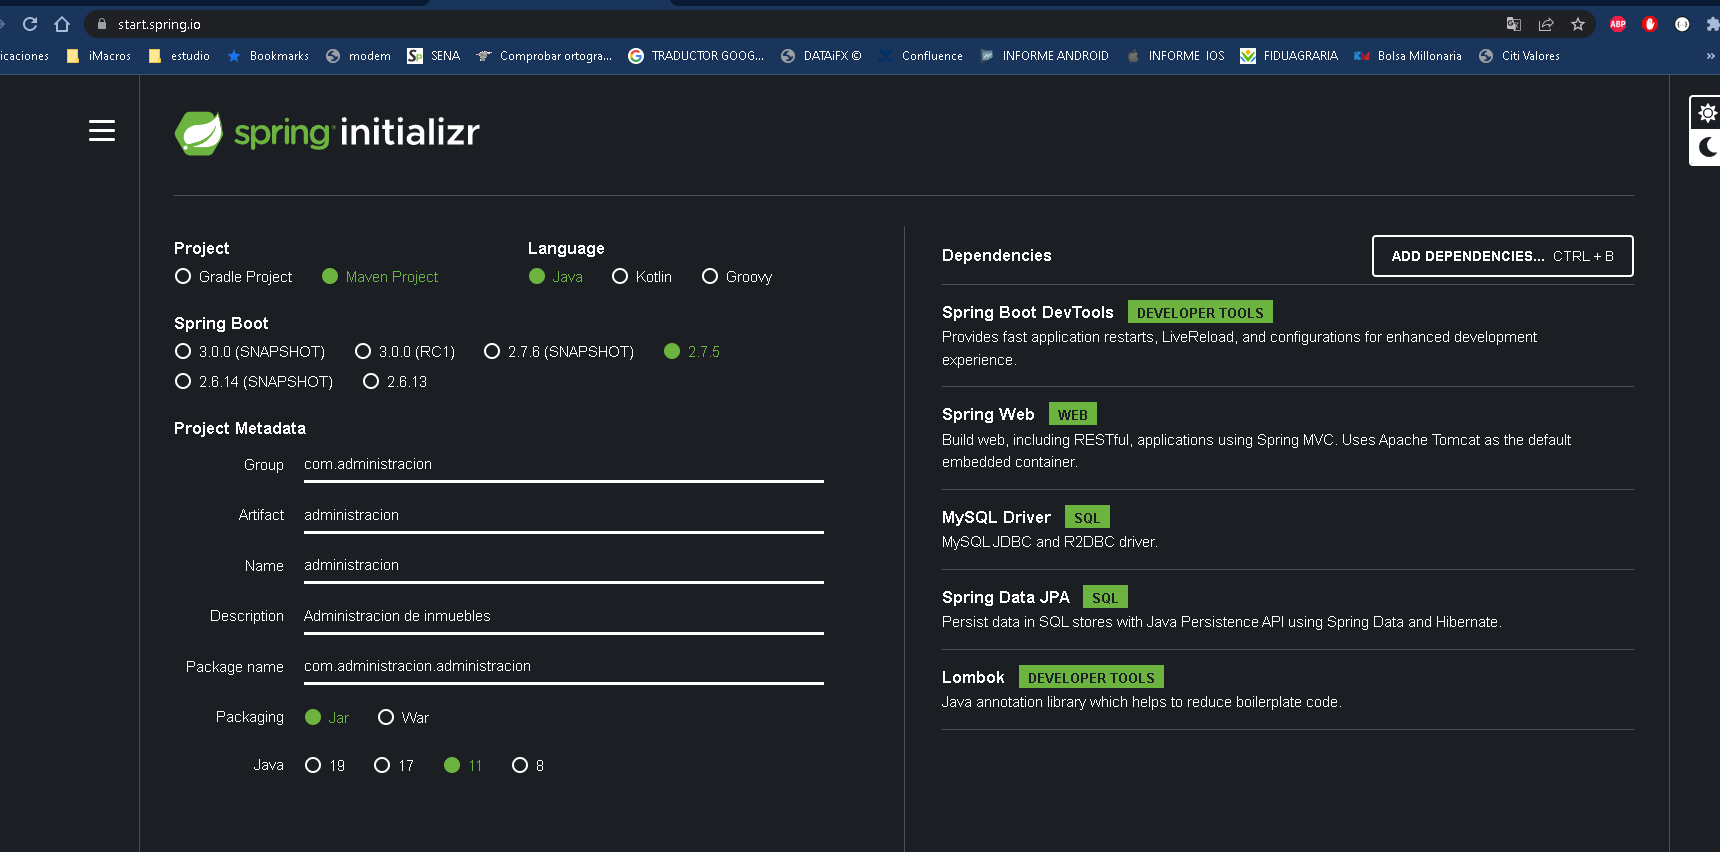 start.spring.io
ABP
icaciones iMacros estudio Bookmarks modem SENA Comprobar ortogra... TRADUCTOR GOOG... DATAiFX © Confluence INFORME ANDROID INFORME IOS FIDUAGRARIA Bolsa Millonaria Citi Valores »
spring initializr
Project
Gradle Project Maven Project
Language
Java Kotlin Groovy
Spring Boot
3.0.0 (SNAPSHOT) 3.0.0 (RC1) 2.7.6 (SNAPSHOT) 2.7.5
2.6.14 (SNAPSHOT) 2.6.13
Project Metadata
Group com.administracion
Artifact administracion
Name administracion
Description Administracion de inmuebles
Package name com.administracion.administracion
Packaging Jar War
Java 19 17 11 8
Dependencies
ADD DEPENDENCIES... CTRL + B
Spring Boot DevTools DEVELOPER TOOLS
Provides fast application restarts, LiveReload, and configurations for enhanced development
experience.
Spring Web WEB
Build web, including RESTful, applications using Spring MVC. Uses Apache Tomcat as the default
embedded container.
MySQL Driver SQL
MySQL JDBC and R2DBC driver.
Spring Data JPA SQL
Persist data in SQL stores with Java Persistence API using Spring Data and Hibernate.
Lombok DEVELOPER TOOLS
Java annotation library which helps to reduce boilerplate code.